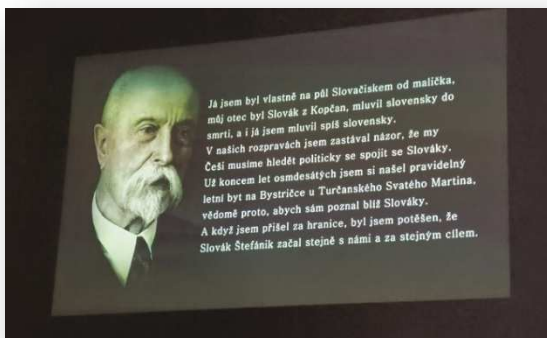 Já jsem byl vlastně na půl Slovačiskem od malička,
můj otec byl Slovák z Kopčan, mluvil slovensky do
smrti, a i já jsem mluvil spíš slovensky.
V našich rozpravách jsem zastával názor, že my
Češi musíme hledět politicky se spojit se Slováky.
Už koncem let osmdesátých jsem si našel pravidelný
letní byt na Bystričce u Turčanského Svatého Martina,
vědomě proto, abych sám poznal blíž Slováky.
A když jsem přišel za hranice, byl jsem potěšen, že
Slovák Štefánik začal stejně s námi a za stejným cílem.